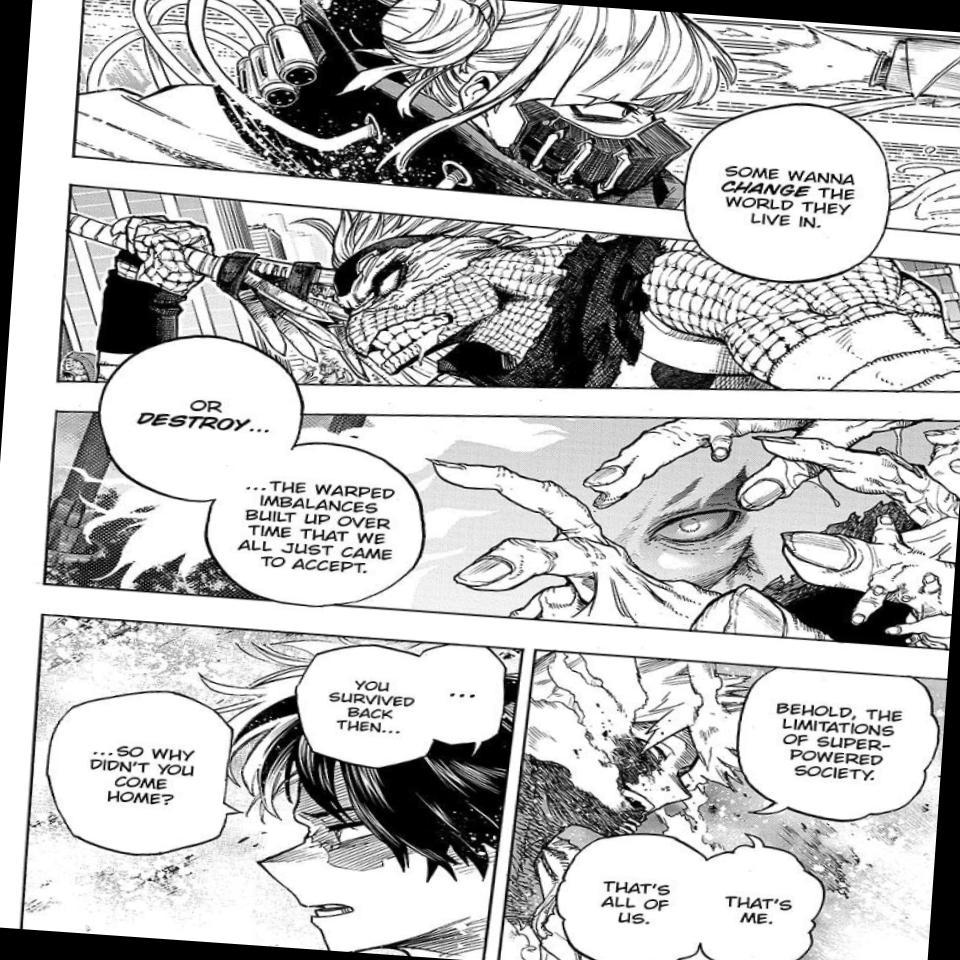 SOME WANNA
CHANGE THE
WORLD THEY
LIVE IN.
OR
DESTROY...
...THE WARPED
IMBALANCES
BUILT UP OVER
TIME THAT WE
ALL JUST CAME
TO ACCEPT.
BEHOLD, THE
LIMITATIONS
OF SUPER-
POWERED
SOCIETY.
THAT'S
ME.
THAT'S
ALL OF
US.
...
YOU
SURVIVED
BACK
THEN...
...SO WHY
DIDN'T YOU
COME
HOME?